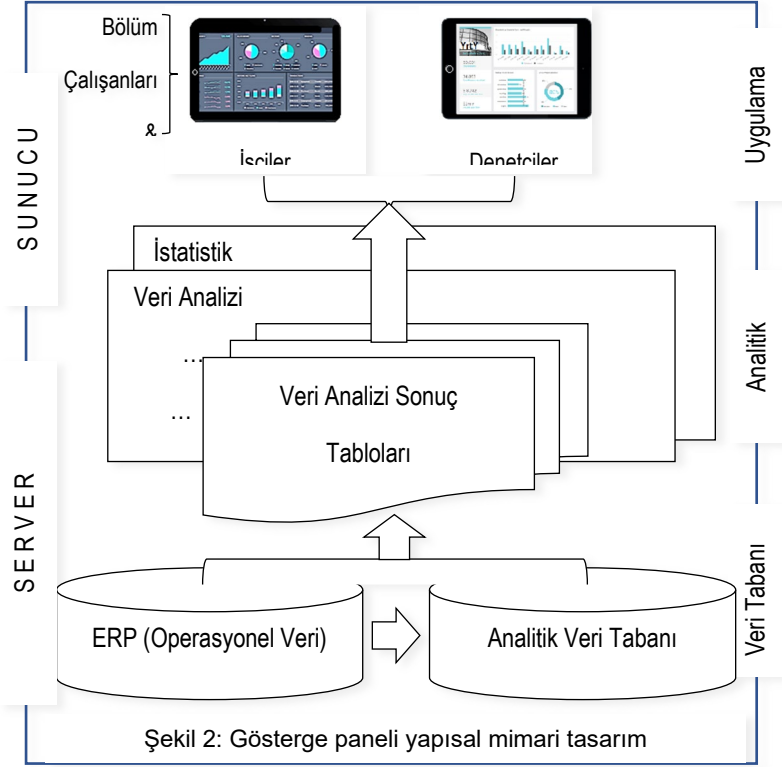 Bölüm
Çalışanları
&
İşçiler
Denetçiler
SUNUCU
Uygulama
İstatistik
Veri Analizi
...
...
Veri Analizi Sonuç
Tabloları
Analitik
SERVER
ERP (Operasyonel Veri)
Analitik Veri Tabanı
Veri Tabanı
Şekil 2: Gösterge paneli yapısal mimari tasarım